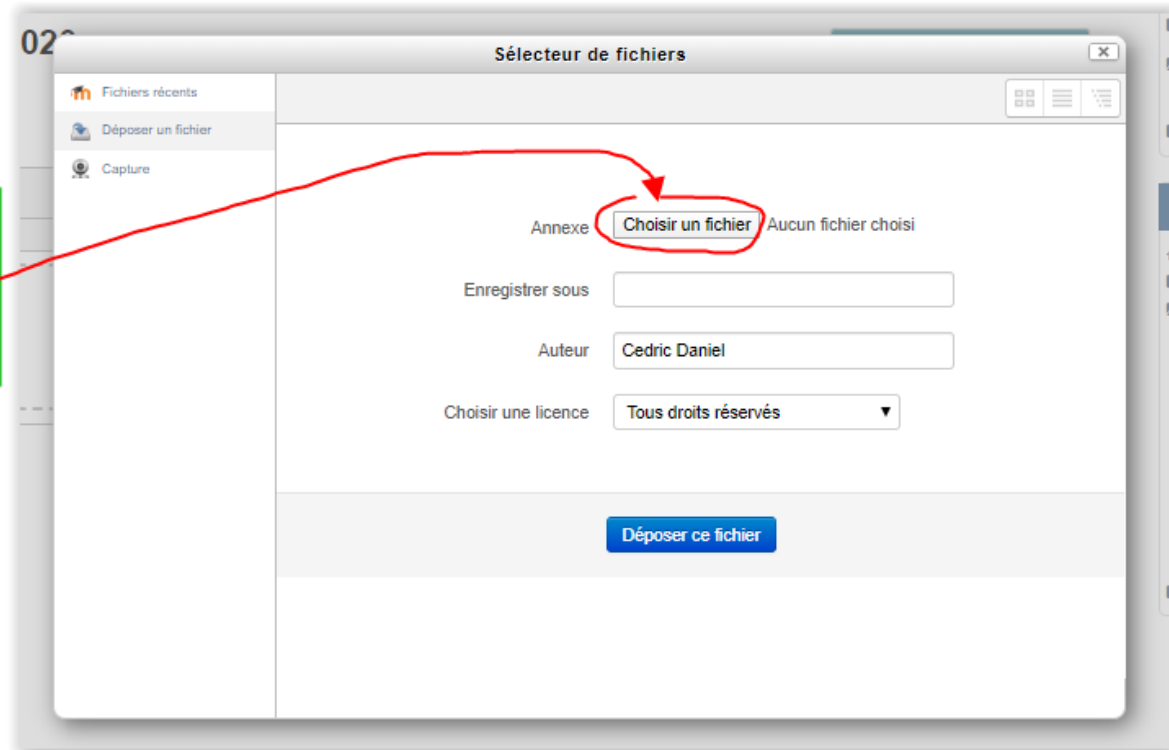 Sélecteur de fichiers
Fichiers récents
Déposer un fichier
Capture
Annexe Choisir un fichier Aucun fichier choisi
Enregistrer sous
Auteur Cedric Daniel
Choisir une licence Tous droits réservés
Déposer ce fichier